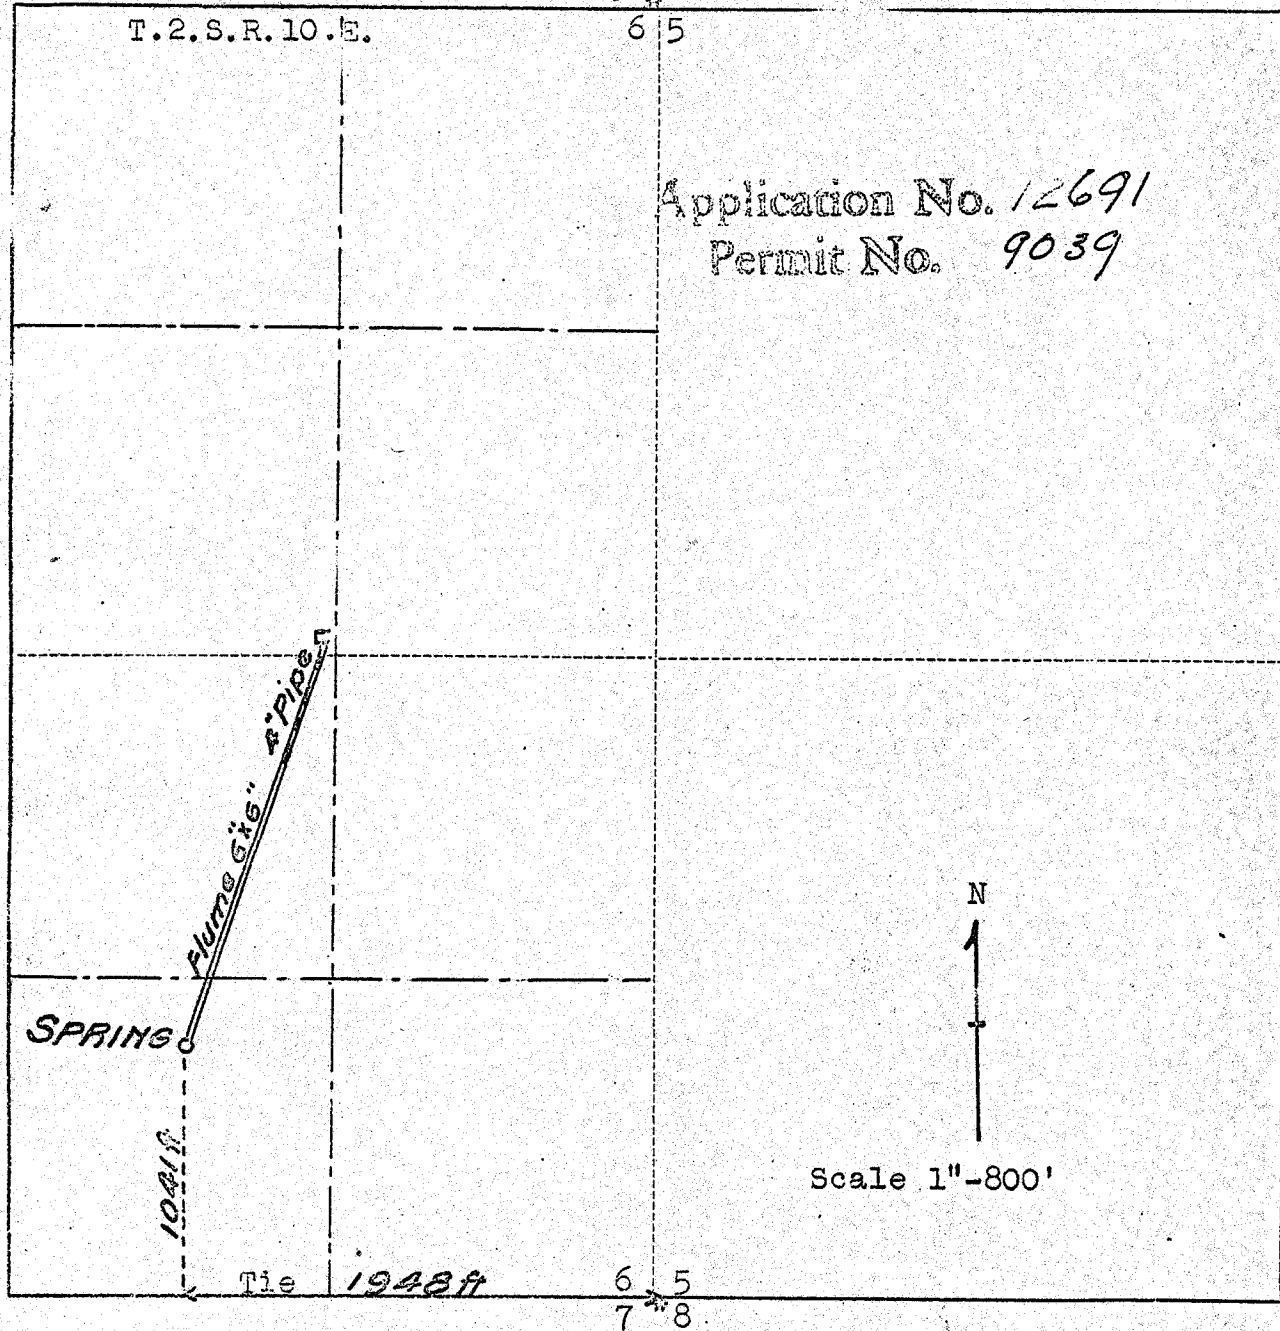 T.2.S.R.10.E.
6 5
Application No. 12691
Permit No. 9039
4" Pipe
Flume 6"x6"
N
SPRING
1041 ft
Scale 1"-800'
Tie 1948 ft
6 5
7 8